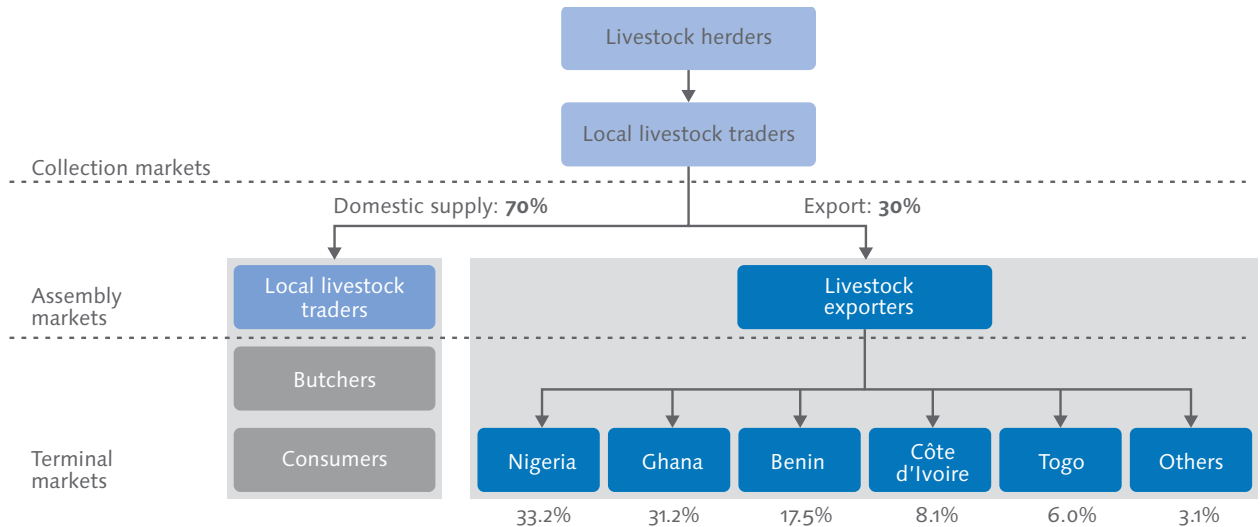 Livestock herders
Local livestock traders
Collection markets
Domestic supply: 70%
Export: 30%
Assembly
markets
Local livestock
traders
Livestock
exporters
Butchers
Terminal
markets
Consumers
Nigeria
Ghana
Benin
Côte
d'Ivoire
Togo
Others
33.2%
31.2%
17.5%
8.1%
6.0%
3.1%